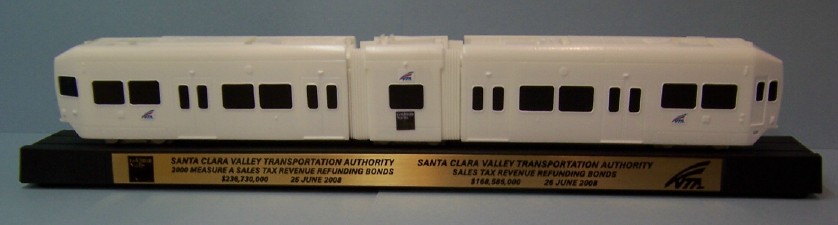 SANTA CLARA VALLEY TRANSPORTATION AUTHORITY
2000 MEASURE A SALES TAX REVENUE REFUNDING BONDS
$236,730,000 26 JUNE 2008
SANTA CLARA VALLEY TRANSPORTATION AUTHORITY
SALES TAX REVENUE REFUNDING BONDS
$168,585,000 26 JUNE 2008
VTA